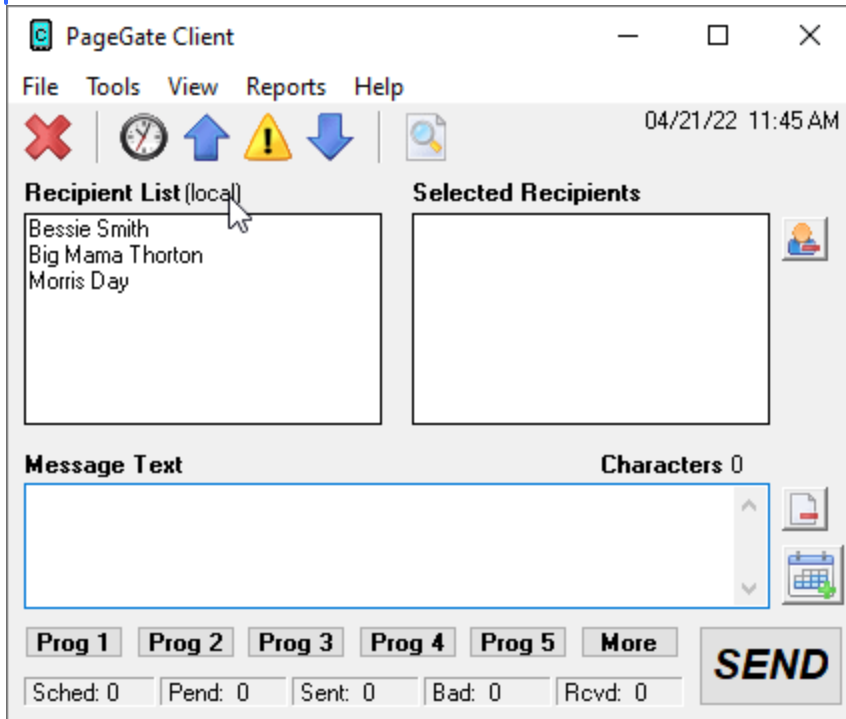 C PageGate Client
File Tools View Reports Help
04/21/22 11:45 AM
Recipient List (local) Selected Recipients
Bessie Smith
Big Mama Thorton
Morris Day
Message Text Characters 0
Prog 1 Prog 2 Prog 3 Prog 4 Prog 5 More
SEND
Sched: 0 Pend: 0 Sent: 0 Bad: 0 Rcvd: 0